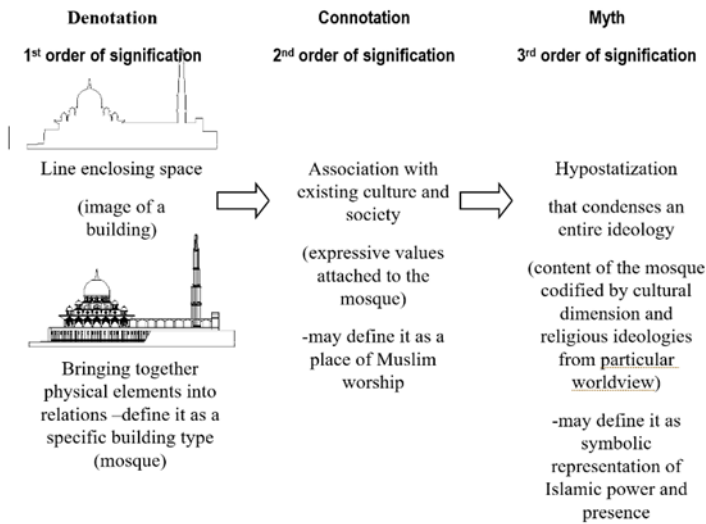 Denotation
1st order of signification
Line enclosing space
(image of a
building)
Bringing together
physical elements into
relations –define it as a
specific building type
(mosque)
Connotation
2nd order of signification
Association with
existing culture and
society
(expressive values
attached to the
mosque)
-may define it as a
place of Muslim
worship
Myth
3rd order of signification
Hypostatization
that condenses an
entire ideology
(content of the mosque
codified by cultural
dimension and
religious ideologies
from particular
worldview)
-may define it as
symbolic
representation of
Islamic power and
presence